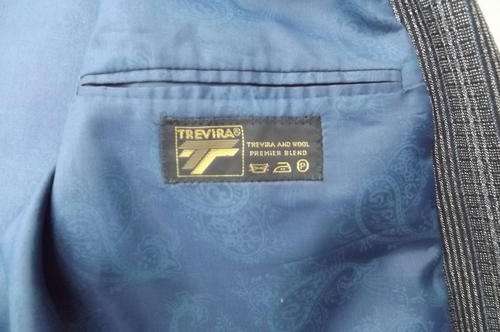 TREVIRA®
TREVIRA AND WOOL
PREMIER BLEND
P